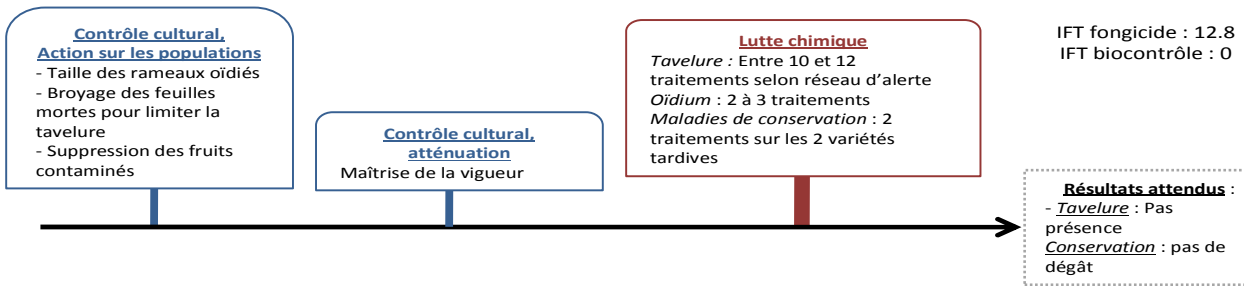 Contrôle cultural,
Action sur les populations
- Taille des rameaux oïdiés
- Broyage des feuilles
mortes pour limiter la
tavelure
- Suppression des fruits
contaminés
Contrôle cultural,
atténuation
Maîtrise de la vigueur
Lutte chimique
Tavelure : Entre 10 et 12
traitements selon réseau d'alerte
Oïdium : 2 à 3 traitements
Maladies de conservation : 2
traitements sur les 2 variétés
tardives
IFT fongicide : 12.8
IFT biocontrôle : 0
Résultats attendus :
- Tavelure : Pas
présence
Conservation : pas de
dégât